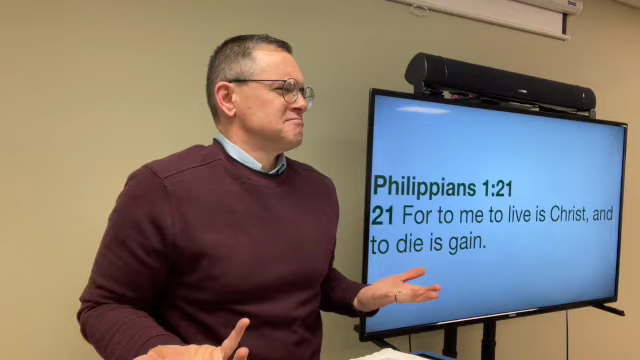 Philippians 1:21
21 For to me to live is Christ, and
to die is gain.